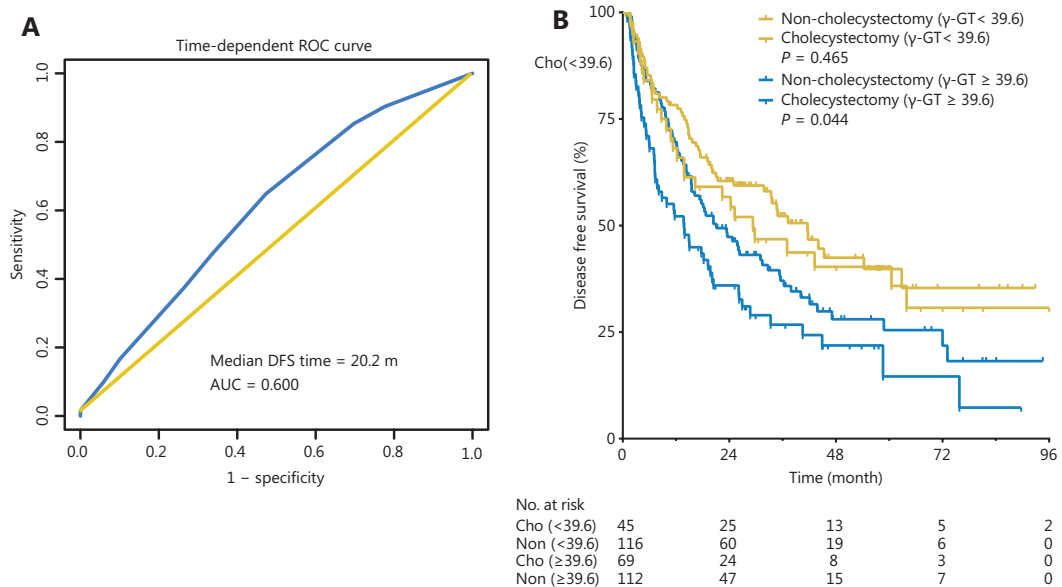 A
Time-dependent ROC curve
Sensitivity
1.0
0.8
0.6
0.4
0.2
0.0
Median DFS time = 20.2 m
AUC = 0.600
0.0 0.2 0.4 0.6 0.8 1.0
1 − specificity
B
Cho(<39.6)
Disease free survival (%)
100
75
50
25
0
Non-cholecystectomy (γ-GT< 39.6)
Cholecystectomy (γ-GT< 39.6)
P = 0.465
Non-cholecystectomy (γ-GT ≥ 39.6)
Cholecystectomy (γ-GT ≥ 39.6)
P = 0.044
0 12 24 48 72 96
Time (month)
No. at risk
Cho (<39.6) 45 25 13 5 2
Non (<39.6) 116 60 19 6 0
Cho (≥39.6) 69 24 8 3 0
Non (≥39.6) 112 47 15 7 0